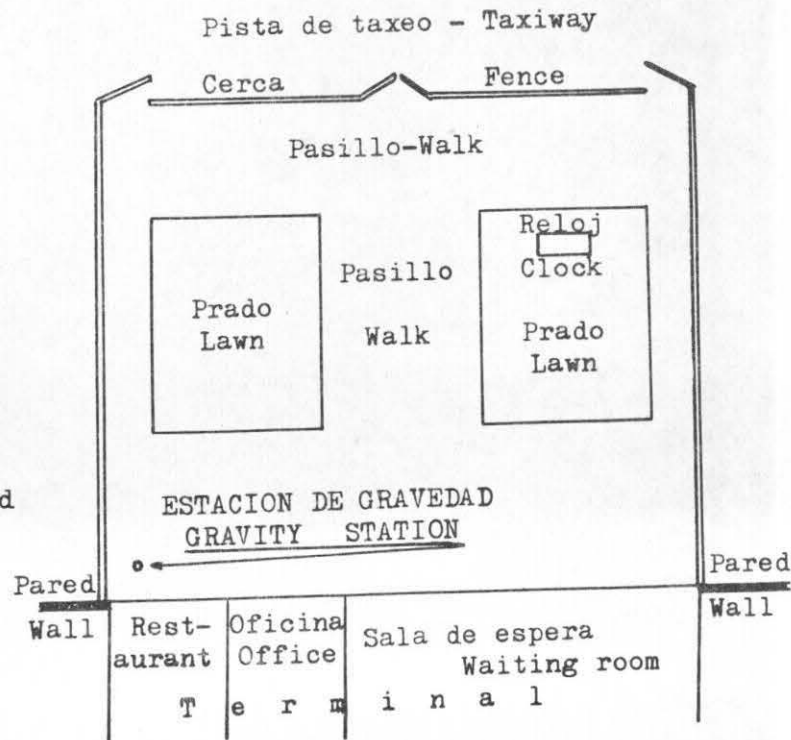 Pista de taxeo - Taxiway
Cerca
Fence
Pasillo-Walk
Reloj
Clock
Pasillo
Walk
Prado
Lawn
Prado
Lawn
d
ESTACION DE GRAVEDAD
GRAVITY STATION
Pared
Wall
Pared
Wall
Rest-
aurant
Oficina
Office
Sala de espera
Waiting room
T e r m i n a l